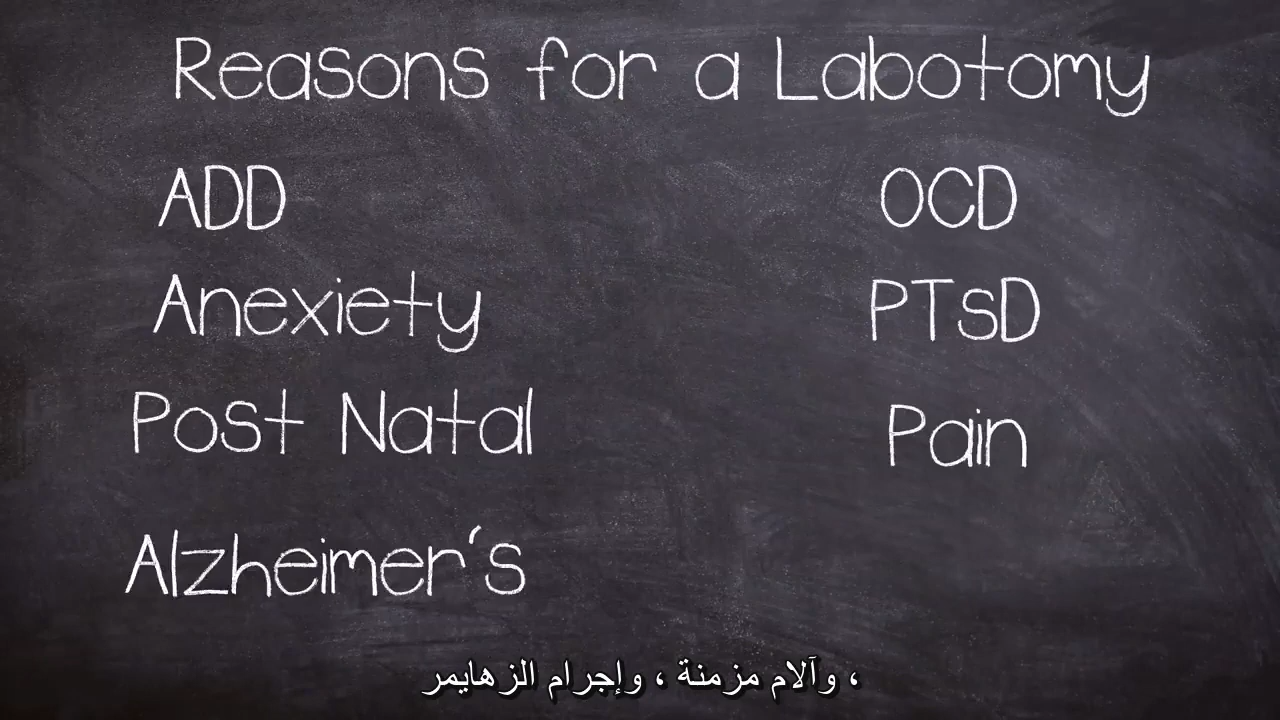 Reasons for a Labotomy
ADD
Anexiety
Post Natal
Alzheimer's
OCD
PTsD
Pain
، وآلام مزمنة ، وإجرام الزهايمر